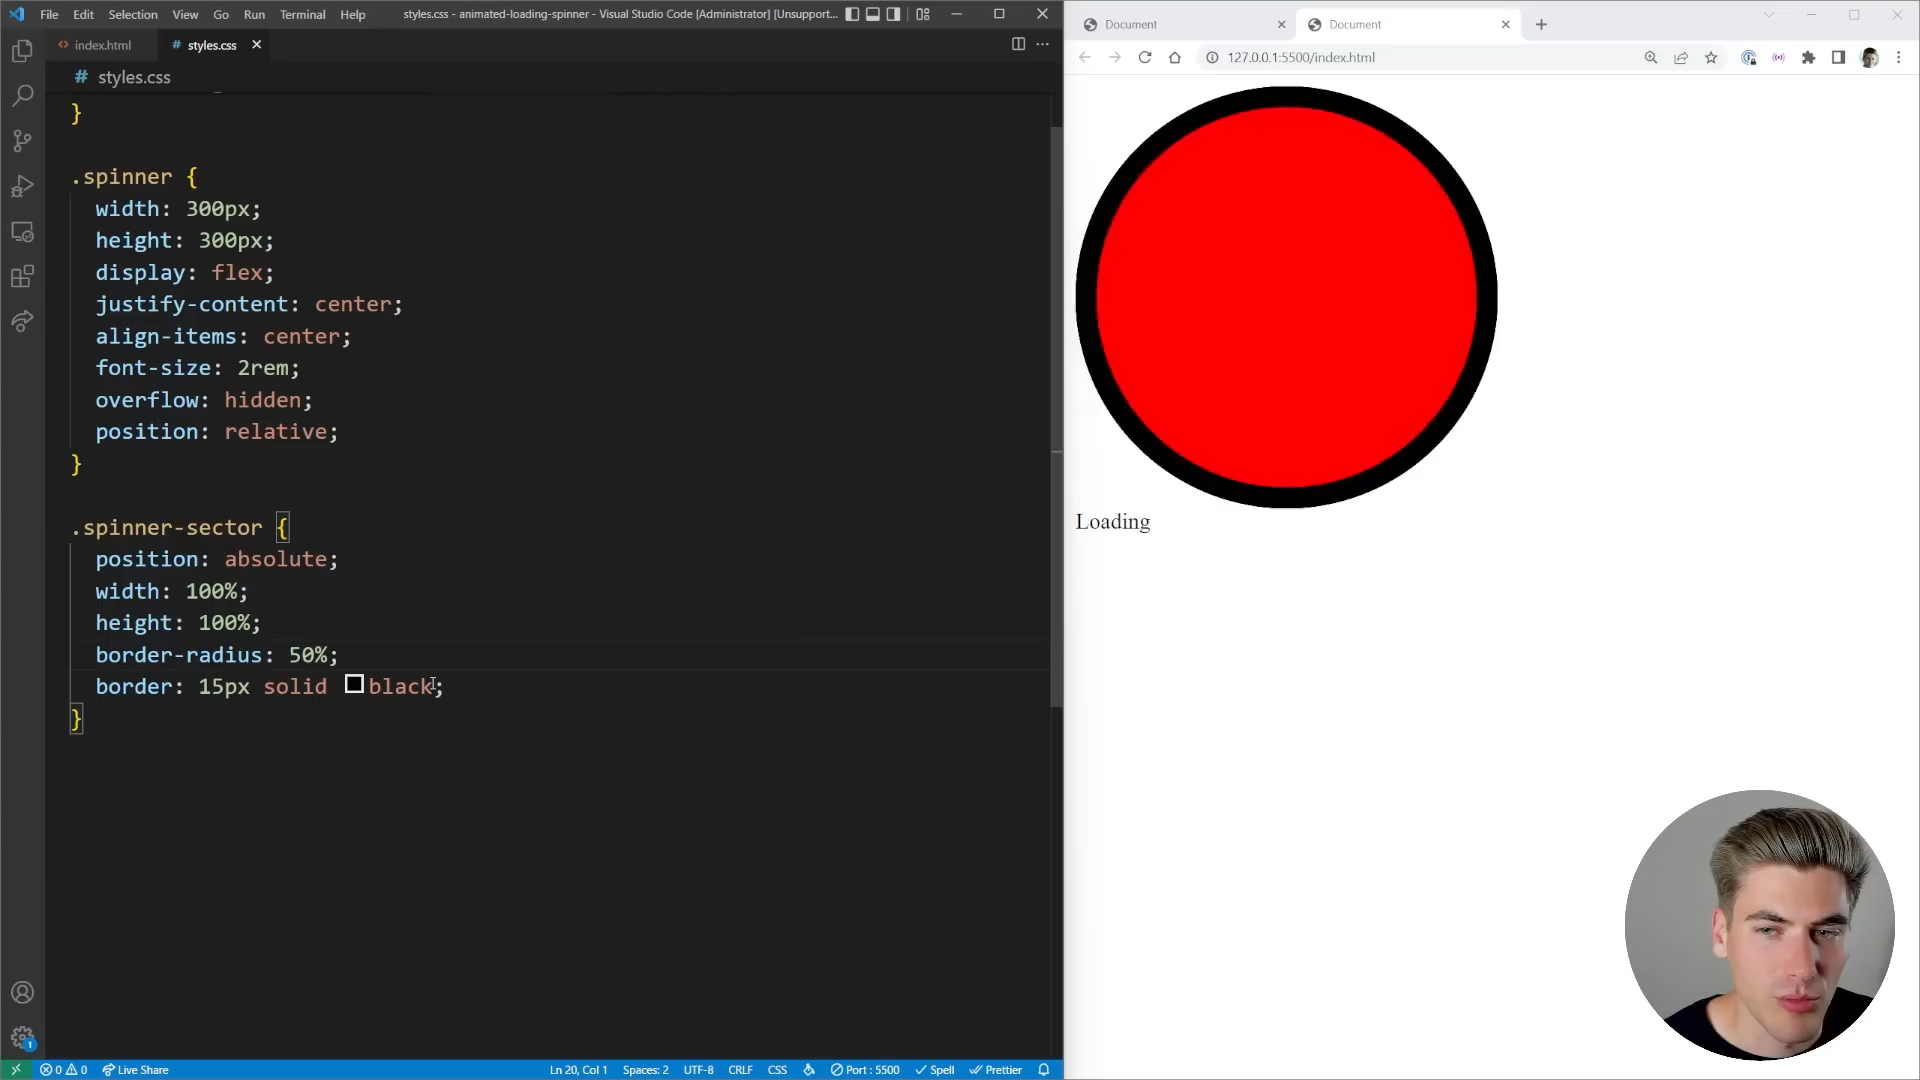 File Edit Selection View Go Run Terminal Help
styles.css - animated-loading-spinner - Visual Studio Code [Administrator] [Unsupport...
index.html
# styles.css
# styles.css
}
.spinner {
width: 300px;
height: 300px;
display: flex;
justify-content: center;
align-items: center;
font-size: 2rem;
overflow: hidden;
position: relative;
}
.spinner-sector {
position: absolute;
width: 100%;
height: 100%;
border-radius: 50%;
border: 15px solid black;
}
1
0 0 Live Share
Ln 20, Col 1 Spaces: 2 UTF-8 CRLF CSS Port : 5500 Spell Prettier
Document
Document
127.0.0.1:5500/index.html
Loading